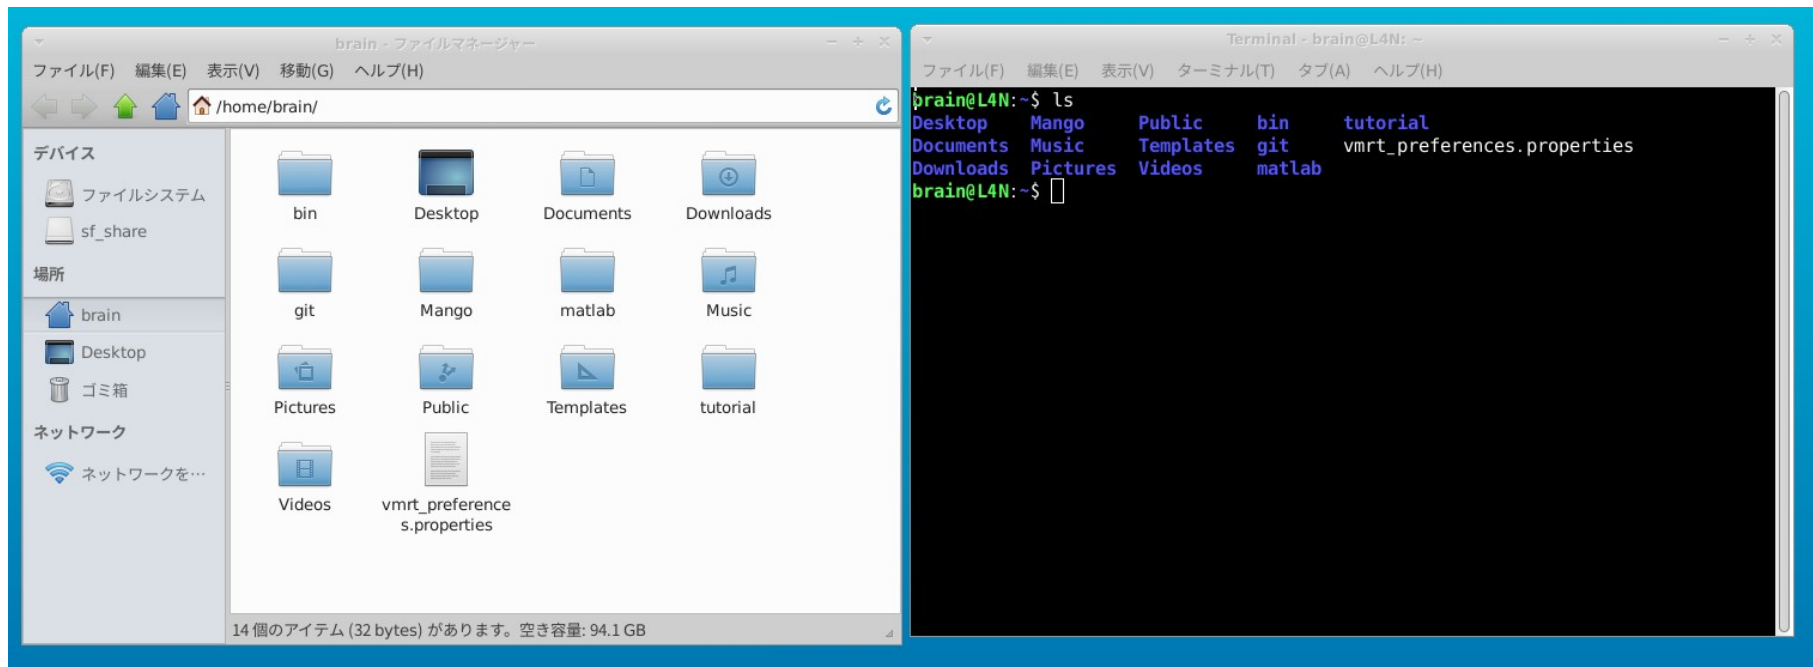 brain - ファイルマネージャー
ファイル(F) 編集(E) 表示(V) 移動(G) ヘルプ(H)
/home/brain/
デバイス
ファイルシステム
sf_share
場所
brain
Desktop
ゴミ箱
ネットワーク
ネットワークを…
bin Desktop Documents Downloads
git Mango matlab Music
Pictures Public Templates tutorial
Videos vmrt_preference
s.properties
14 個のアイテム (32 bytes) があります。空き容量: 94.1 GB
Terminal - brain@L4N: ~
ファイル(F) 編集(E) 表示(V) ターミナル(T) タブ(A) ヘルプ(H)
brain@L4N:~$ ls
Desktop Mango Public bin tutorial
Documents Music Templates git vmrt_preferences.properties
Downloads Pictures Videos matlab
brain@L4N:~$